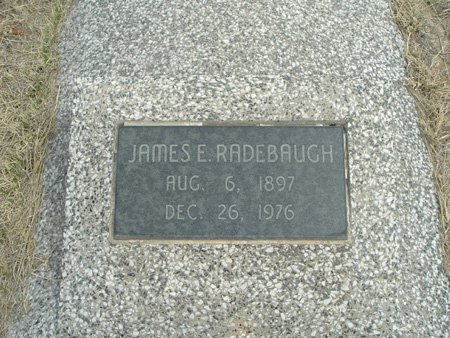 JAMES E. RADEBAUGH
AUG. 6, 1897
DEC. 26, 1976